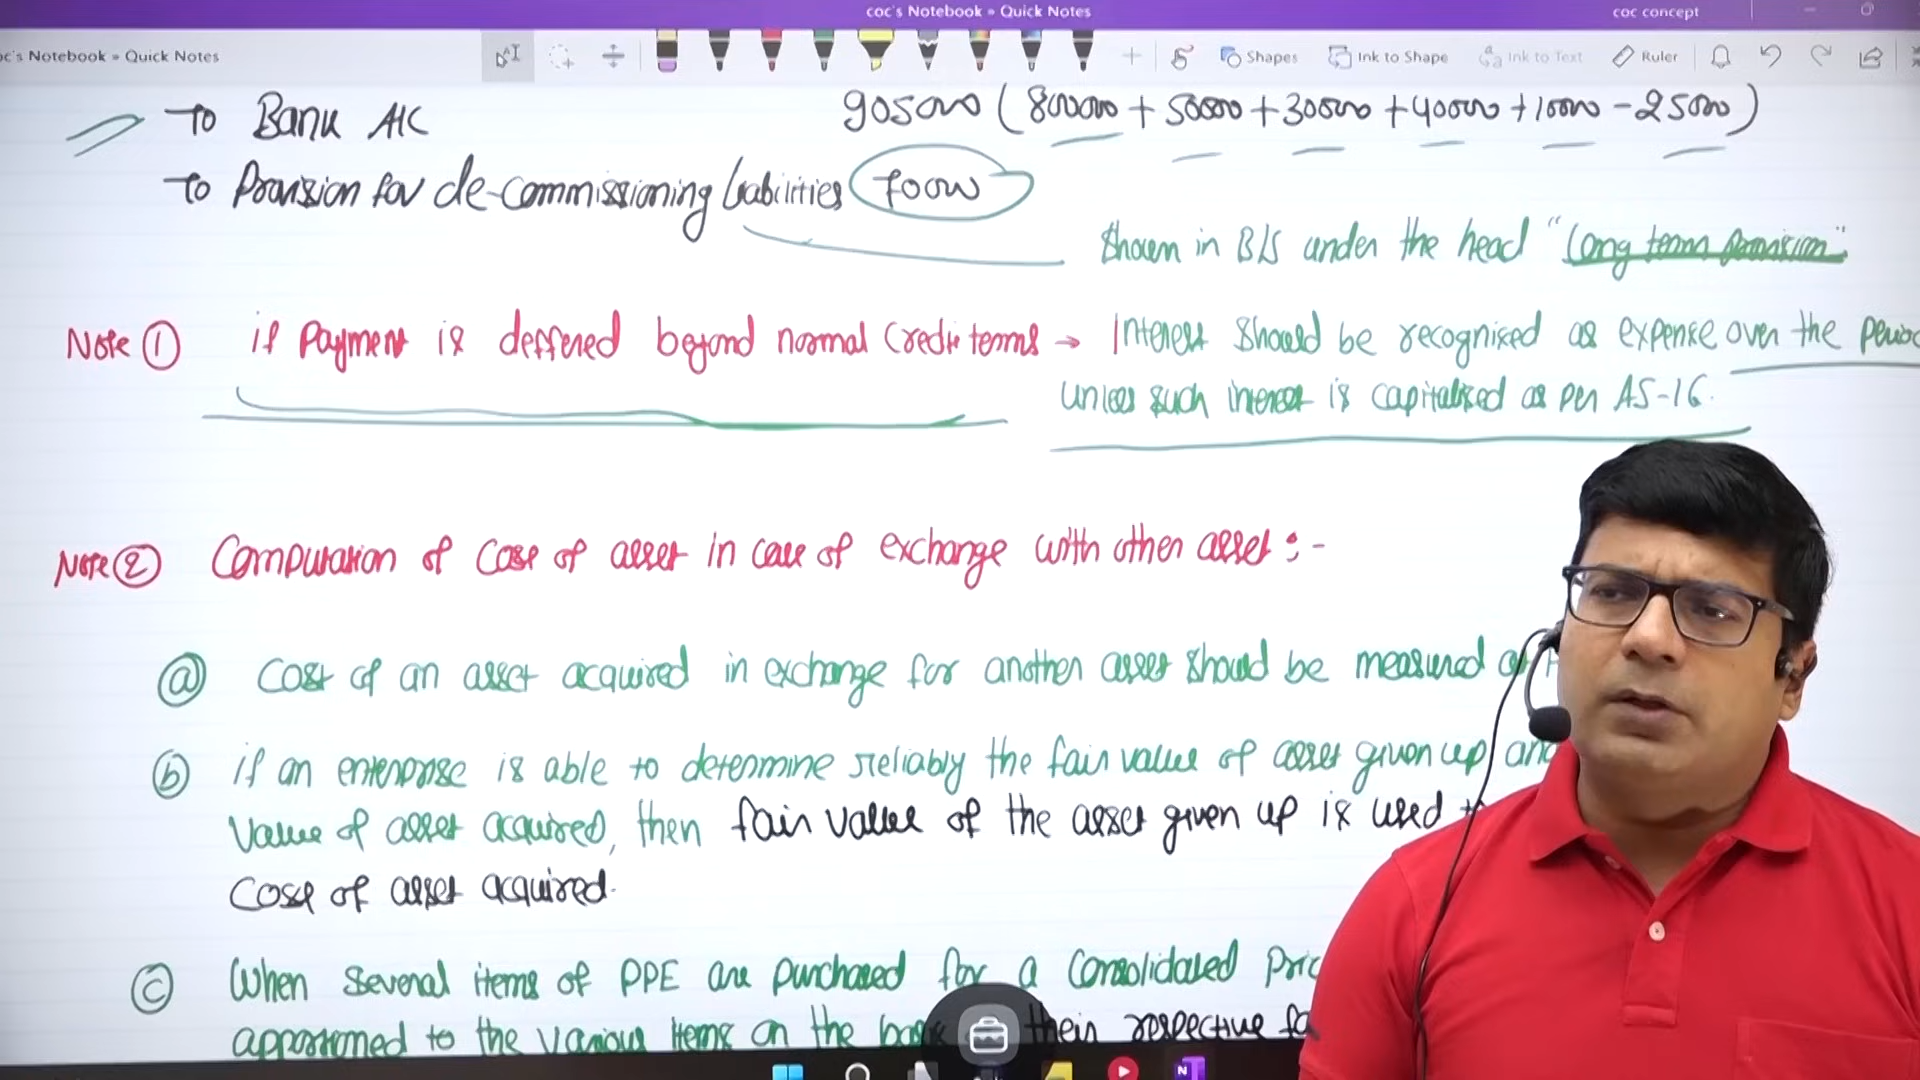 coc's Notebook » Quick Notes
coc concept
oc's Notebook » Quick Notes
Shapes
Ink to Shape
Ink to Text
Ruler
To Bank A/C 905000 (800000 + 50000 + 30000 + 40000 + 10000 - 25000)
To Provision for de-commissioning liabilities 70000
Shown in B/S under the head "Long term provision"
Note ① if Payment is deffered beyond normal Credit terms → Interest should be recognised as expense over the
unless such interest is capitalised as per AS-16.
Note ② Computation of Cost of asset in case of exchange with other asset :-
ⓐ Cost of an asset acquired in exchange for another asset should be measured at
ⓑ if an enterprise is able to determine reliably the fair value of asset given up and
Value of asset acquired, then fair value of the asset given up is used
Cost of asset acquired.
ⓒ When several items of PPE are purchased for a Consolidated
apportioned to the various items on the their respective